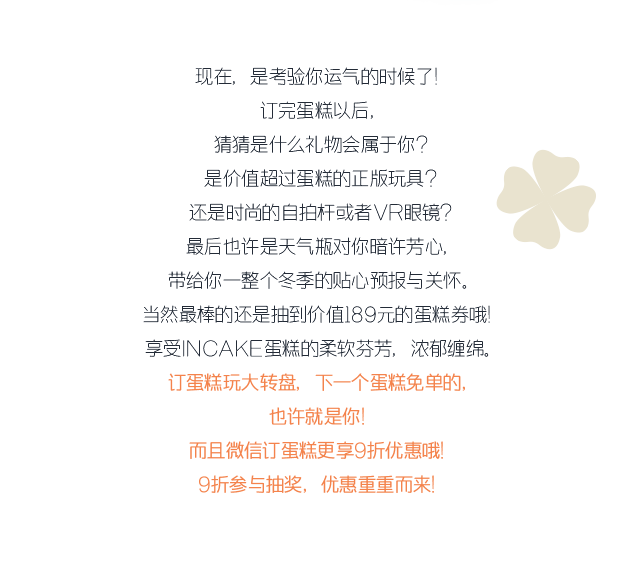 现在，是考验你运气的时候了!
订完蛋糕以后，
猜猜是什么礼物会属于你?
是价值超过蛋糕的正版玩具?
还是时尚的自拍杆或者VR眼镜?
最后也许是天气瓶对你暗许芳心，
带给你一整个冬季的贴心预报与关怀。
当然最棒的还是抽到价值189元的蛋糕券哦!
享受INCAKE蛋糕的柔软芬芳，浓郁缠绵。
订蛋糕玩大转盘，下一个蛋糕免单的，
也许就是你!
而且微信订蛋糕更享9折优惠哦!
9折参与抽奖，优惠重重而来!